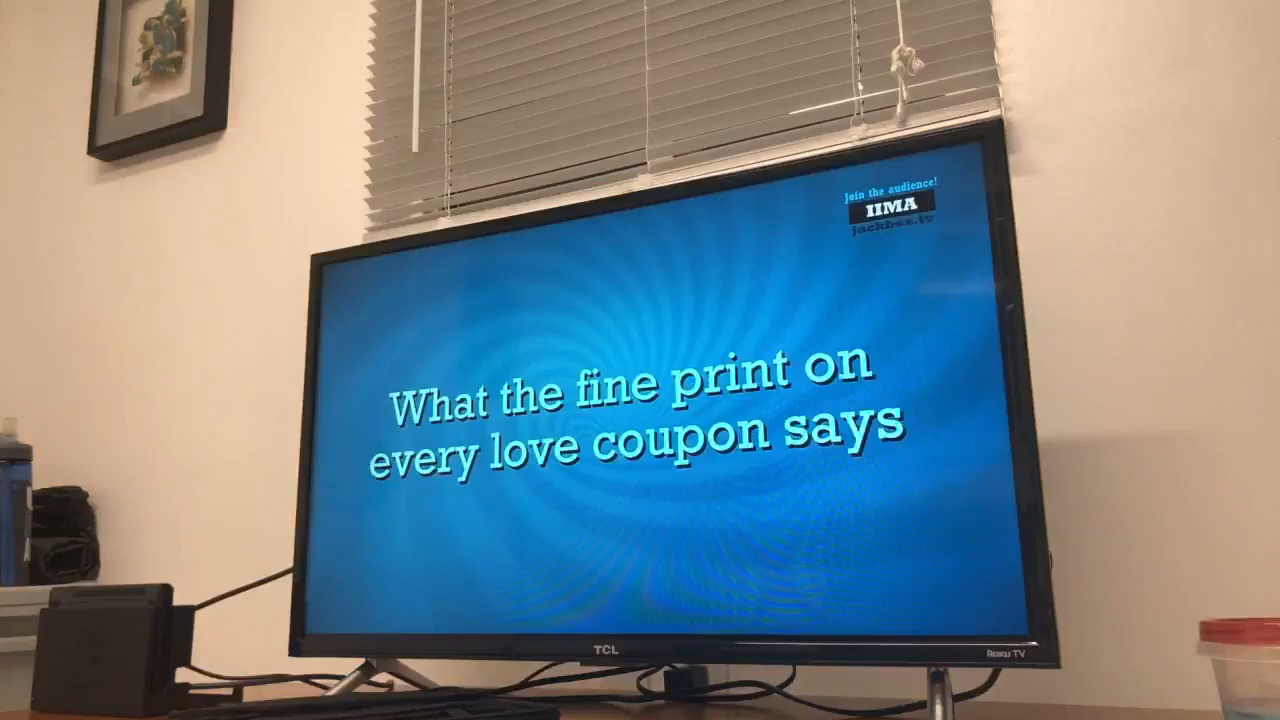 Join the audience!
IIMA
jackbox.tv
What the fine print on
every love coupon says
TCL
Roku TV